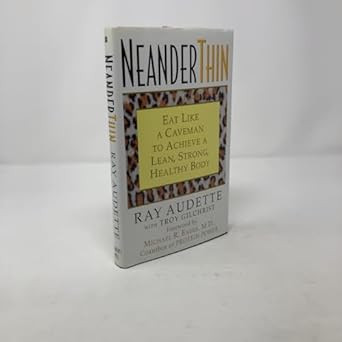 NEANDERTHIN
EAT LIKE
A CAVEMAN
TO ACHIEVE A
LEAN, STRONG,
HEALTHY BODY
RAY AUDETTE
WITH TROY GILCHRIST
Foreword by
MICHAEL R. EADES, M.D.,
Coauthor of PROTEIN POWER
NEANDERTHIN RAY AUDETTE